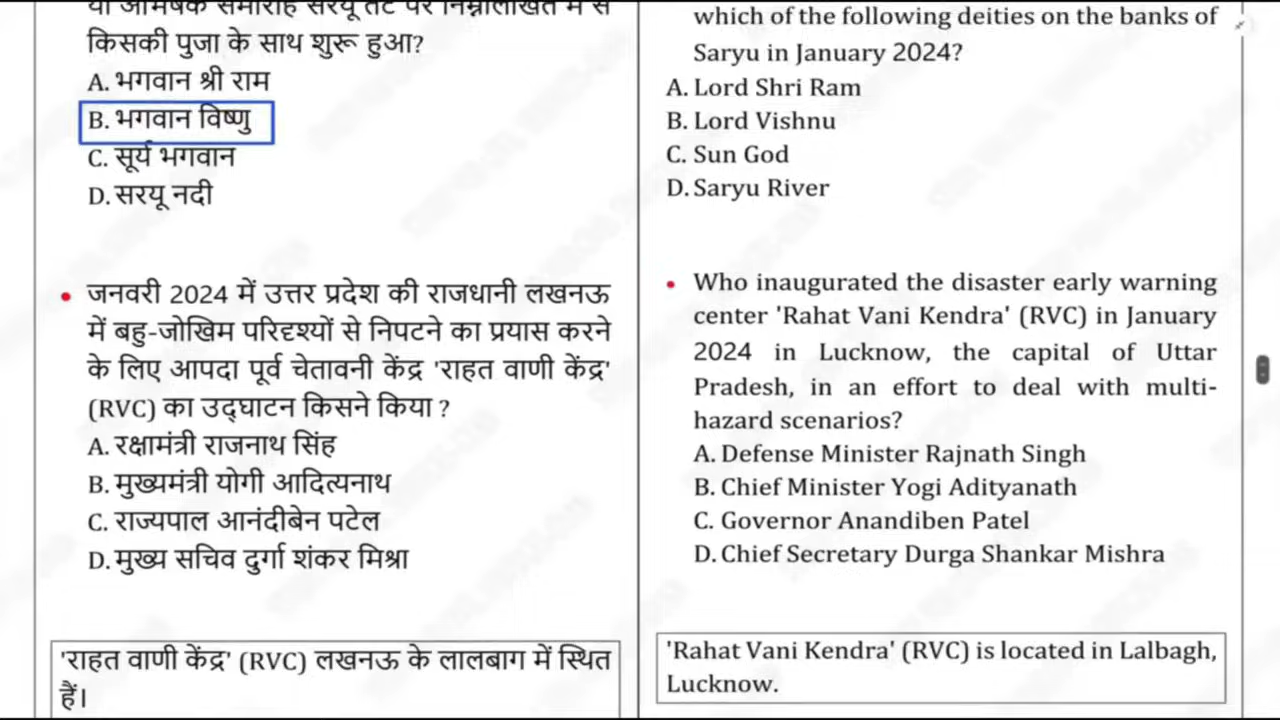 या अभिषेक समारोह सरयू तट पर निम्नलिखित में से
किसकी पुजा के साथ शुरू हुआ?
A. भगवान श्री राम
B. भगवान विष्णु
C. सूर्य भगवान
D. सरयू नदी
• जनवरी 2024 में उत्तर प्रदेश की राजधानी लखनऊ
में बहु-जोखिम परिदृश्यों से निपटने का प्रयास करने
के लिए आपदा पूर्व चेतावनी केंद्र 'राहत वाणी केंद्र'
(RVC) का उद्घाटन किसने किया ?
A. रक्षामंत्री राजनाथ सिंह
B. मुख्यमंत्री योगी आदित्यनाथ
C. राज्यपाल आनंदीबेन पटेल
D. मुख्य सचिव दुर्गा शंकर मिश्रा
'राहत वाणी केंद्र' (RVC) लखनऊ के लालबाग में स्थित
हैं।
which of the following deities on the banks of
Saryu in January 2024?
A. Lord Shri Ram
B. Lord Vishnu
C. Sun God
D. Saryu River
• Who inaugurated the disaster early warning
center 'Rahat Vani Kendra' (RVC) in January
2024 in Lucknow, the capital of Uttar
Pradesh, in an effort to deal with multi-
hazard scenarios?
A. Defense Minister Rajnath Singh
B. Chief Minister Yogi Adityanath
C. Governor Anandiben Patel
D. Chief Secretary Durga Shankar Mishra
'Rahat Vani Kendra' (RVC) is located in Lalbagh,
Lucknow.